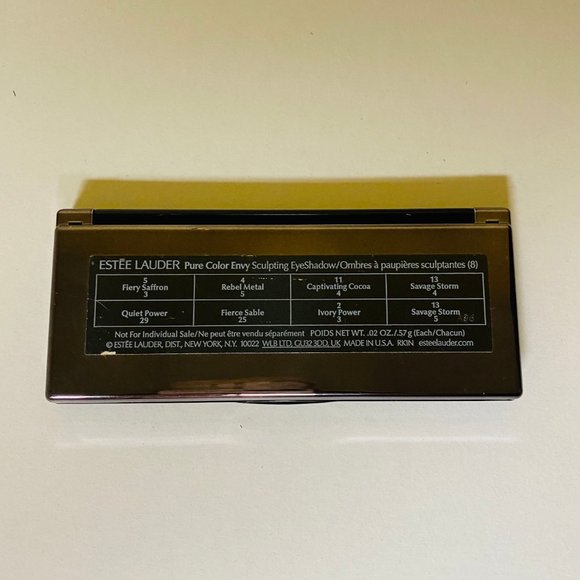 ESTĒE LAUDER Pure Color Envy Sculpting EyeShadow/Ombres à paupières sculptantes (8)
5 4 11 13
Fiery Saffron Rebel Metal Captivating Cocoa Savage Storm
3 5 4 4
2 13
Quiet Power Fierce Sable Ivory Power Savage Storm
29 25 3 5
Not For Individual Sale/Ne peut être vendu séparément POIDS NET WT. .02 OZ./.57 g (Each/Chacun)
© ESTĒE LAUDER, DIST., NEW YORK, N.Y. 10022 WLB LTD. GU32 3DD, UK MADE IN U.S.A. RKIN esteelauder.com